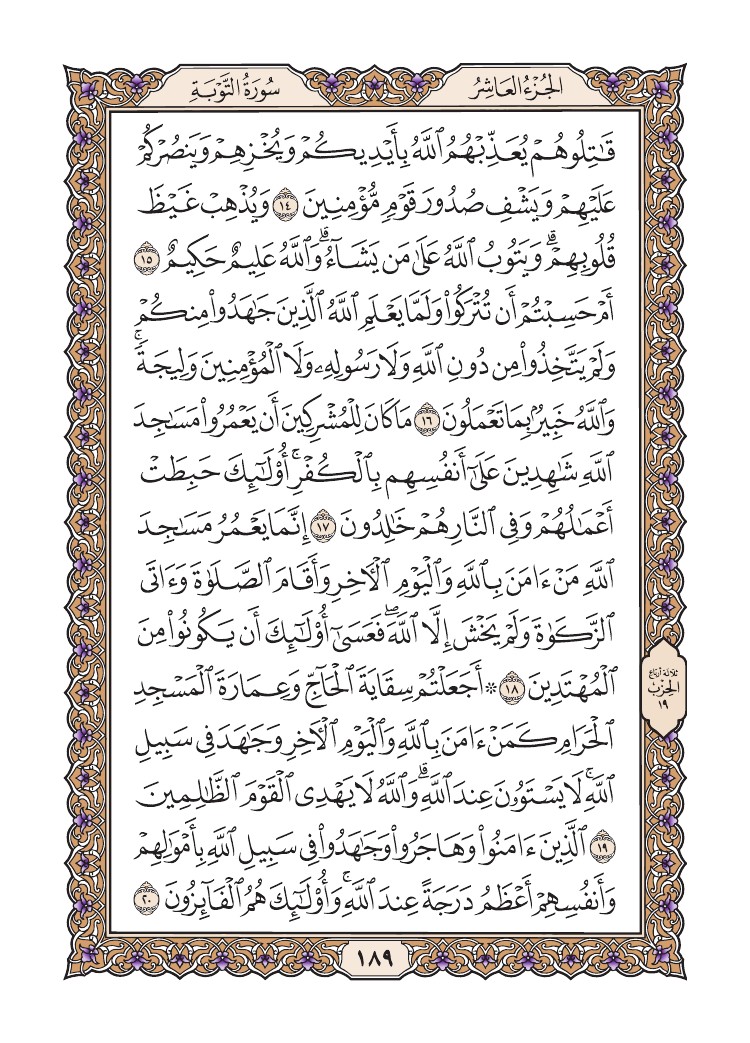 الجُزْءُ العَاشِرُ
سُورَةُ التَّوْبَةِ
قَٰتِلُوهُمْ يُعَذِّبْهُمُ ٱللَّهُ بِأَيْدِيكُمْ وَيُخْزِهِمْ وَيَنصُرْكُمْ
عَلَيْهِمْ وَيَشْفِ صُدُورَ قَوْمٍ مُّؤْمِنِينَ ١٤ وَيُذْهِبْ غَيْظَ
قُلُوبِهِمْۗ وَيَتُوبُ ٱللَّهُ عَلَىٰ مَن يَشَآءُۗ وَٱللَّهُ عَلِيمٌ حَكِيمٌ ١٥
أَمْ حَسِبْتُمْ أَن تُتْرَكُوا۟ وَلَمَّا يَعْلَمِ ٱللَّهُ ٱلَّذِينَ جَٰهَدُوا۟ مِنكُمْ
وَلَمْ يَتَّخِذُوا۟ مِن دُونِ ٱللَّهِ وَلَا رَسُولِهِۦ وَلَا ٱلْمُؤْمِنِينَ وَلِيجَةًۚ
وَٱللَّهُ خَبِيرٌۢ بِمَا تَعْمَلُونَ ١٦ مَا كَانَ لِلْمُشْرِكِينَ أَن يَعْمُرُوا۟ مَسَٰجِدَ
ٱللَّهِ شَٰهِدِينَ عَلَىٰٓ أَنفُسِهِم بِٱلْكُفْرِۚ أُو۟لَٰٓئِكَ حَبِطَتْ
أَعْمَٰلُهُمْ وَفِى ٱلنَّارِ هُمْ خَٰلِدُونَ ١٧ إِنَّمَا يَعْمُرُ مَسَٰجِدَ
ٱللَّهِ مَنْ ءَامَنَ بِٱللَّهِ وَٱلْيَوْمِ ٱلْءَاخِرِ وَأَقَامَ ٱلصَّلَوٰةَ وَءَاتَى
ٱلزَّكَوٰةَ وَلَمْ يَخْشَ إِلَّا ٱللَّهَۖ فَعَسَىٰٓ أُو۟لَٰٓئِكَ أَن يَكُونُوا۟ مِنَ
ٱلْمُهْتَدِينَ ١٨ ۞ أَجَعَلْتُمْ سِقَايَةَ ٱلْحَآجِّ وَعِمَارَةَ ٱلْمَسْجِدِ
ٱلْحَرَامِ كَمَنْ ءَامَنَ بِٱللَّهِ وَٱلْيَوْمِ ٱلْءَاخِرِ وَجَٰهَدَ فِى سَبِيلِ
ٱللَّهِۚ لَا يَسْتَوُۥنَ عِندَ ٱللَّهِۗ وَٱللَّهُ لَا يَهْدِى ٱلْقَوْمَ ٱلظَّٰلِمِينَ
١٩ ٱلَّذِينَ ءَامَنُوا۟ وَهَاجَرُوا۟ وَجَٰهَدُوا۟ فِى سَبِيلِ ٱللَّهِ بِأَمْوَٰلِهِمْ
وَأَنفُسِهِمْ أَعْظَمُ دَرَجَةً عِندَ ٱللَّهِۚ وَأُو۟لَٰٓئِكَ هُمُ ٱلْفَآئِزُونَ ٢٠
ثلاثة أرباع
الحزب
١٩
١٨٩